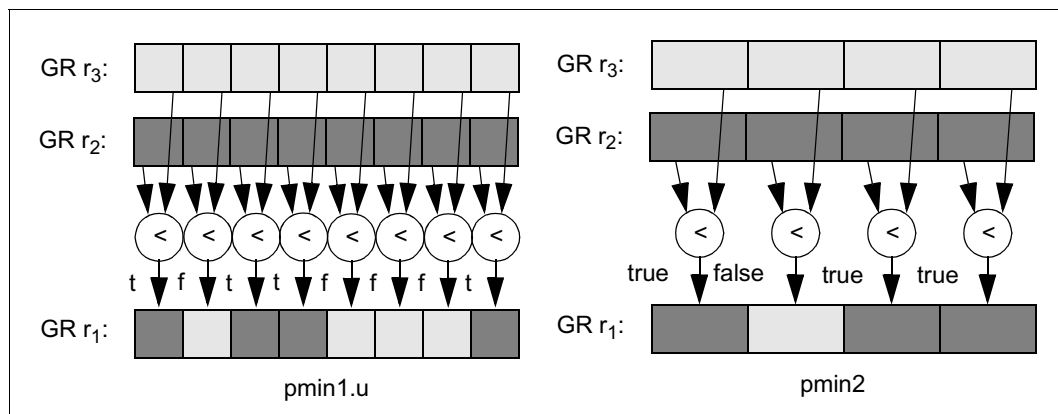 GR r3:
GR r3:
GR r2:
GR r2:
< < < < < < < <
< < < <
t f t t f f f t
true false true true
GR r1:
GR r1:
pmin1.u
pmin2